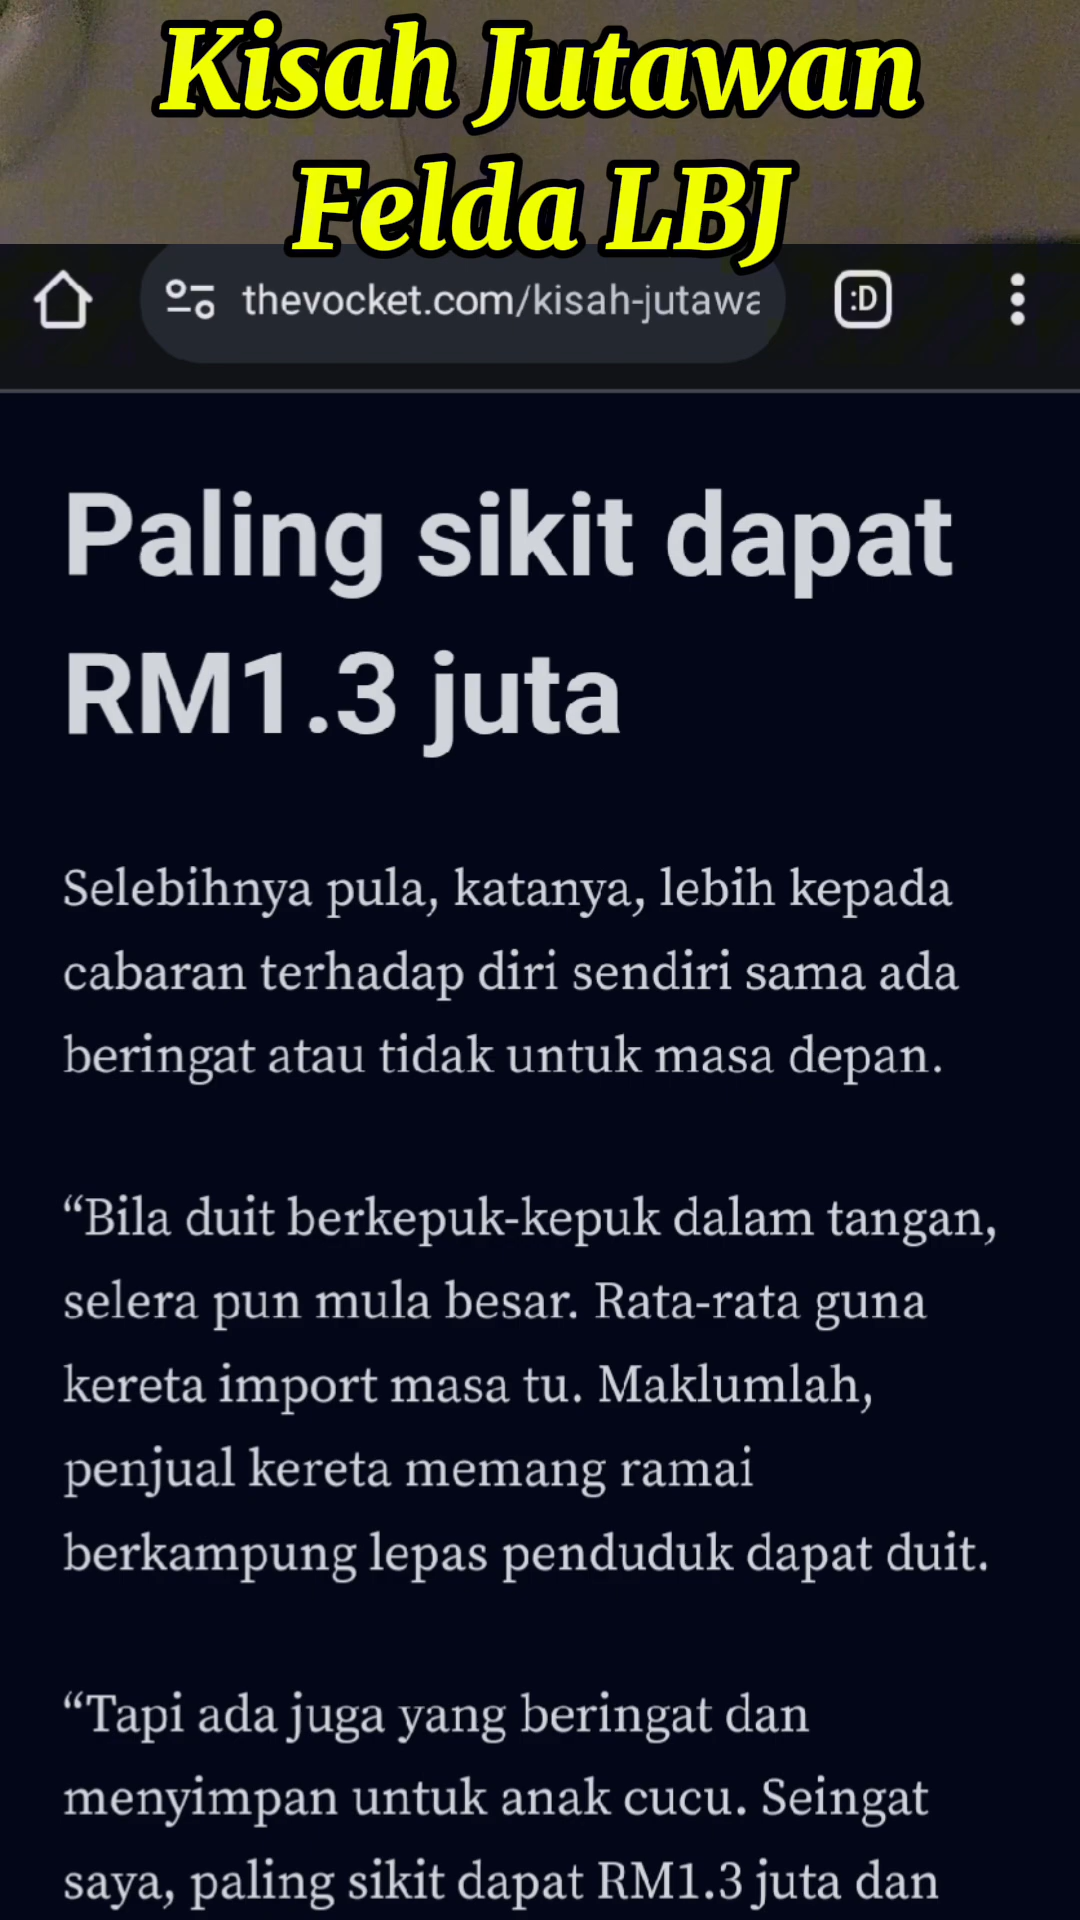 Kisah Jutawan
Felda LBJ
thevocket.com/kisah-jutawa
:D
Paling sikit dapat
RM1.3 juta
Selebihnya pula, katanya, lebih kepada
cabaran terhadap diri sendiri sama ada
beringat atau tidak untuk masa depan.
“Bila duit berkepuk-kepuk dalam tangan,
selera pun mula besar. Rata-rata guna
kereta import masa tu. Maklumlah,
penjual kereta memang ramai
berkampung lepas penduduk dapat duit.
“Tapi ada juga yang beringat dan
menyimpan untuk anak cucu. Seingat
saya, paling sikit dapat RM1.3 juta dan